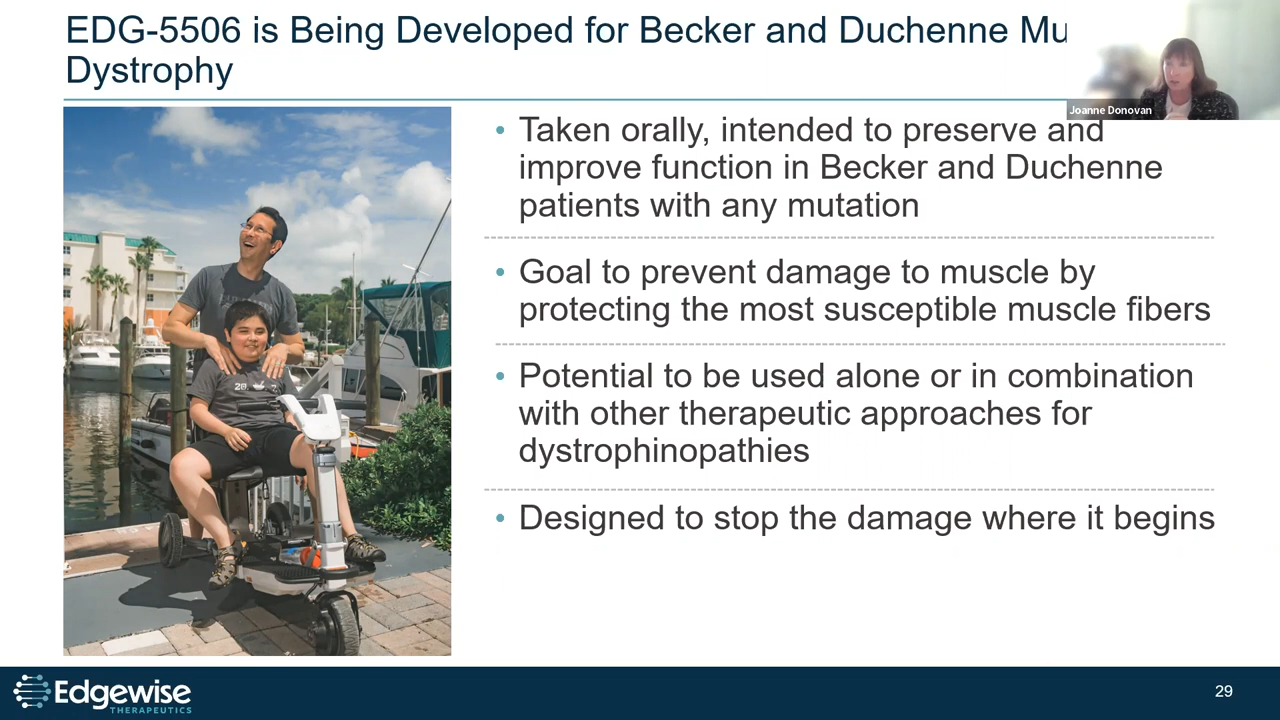 EDG-5506 is Being Developed for Becker and Duchenne Mu
Dystrophy
Joanne Donovan
• Taken orally, intended to preserve and
improve function in Becker and Duchenne
patients with any mutation
• Goal to prevent damage to muscle by
protecting the most susceptible muscle fibers
• Potential to be used alone or in combination
with other therapeutic approaches for
dystrophinopathies
• Designed to stop the damage where it begins
Edgewise
THERAPEUTICS
29